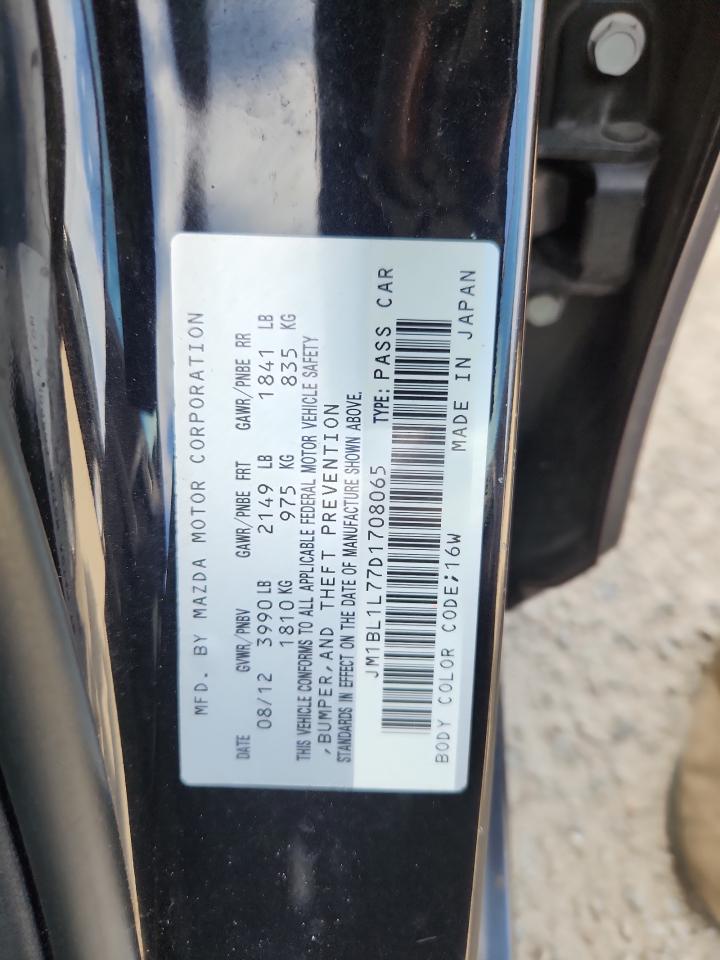 MFD. BY MAZDA MOTOR CORPORATION
DATE GVWR/PNBV GAWR/PNBE FRT GAWR/PNBE RR
08/12 3990 LB 2149 LB 1841 LB
1810 KG 975 KG 835 KG
THIS VEHICLE CONFORMS TO ALL APPLICABLE FEDERAL MOTOR VEHICLE SAFETY
,BUMPER,AND THEFT PREVENTION
STANDARDS IN EFFECT ON THE DATE OF MANUFACTURE SHOWN ABOVE.
JM1BL1L77D1708065 TYPE: PASS CAR
BODY COLOR CODE;16W MADE IN JAPAN